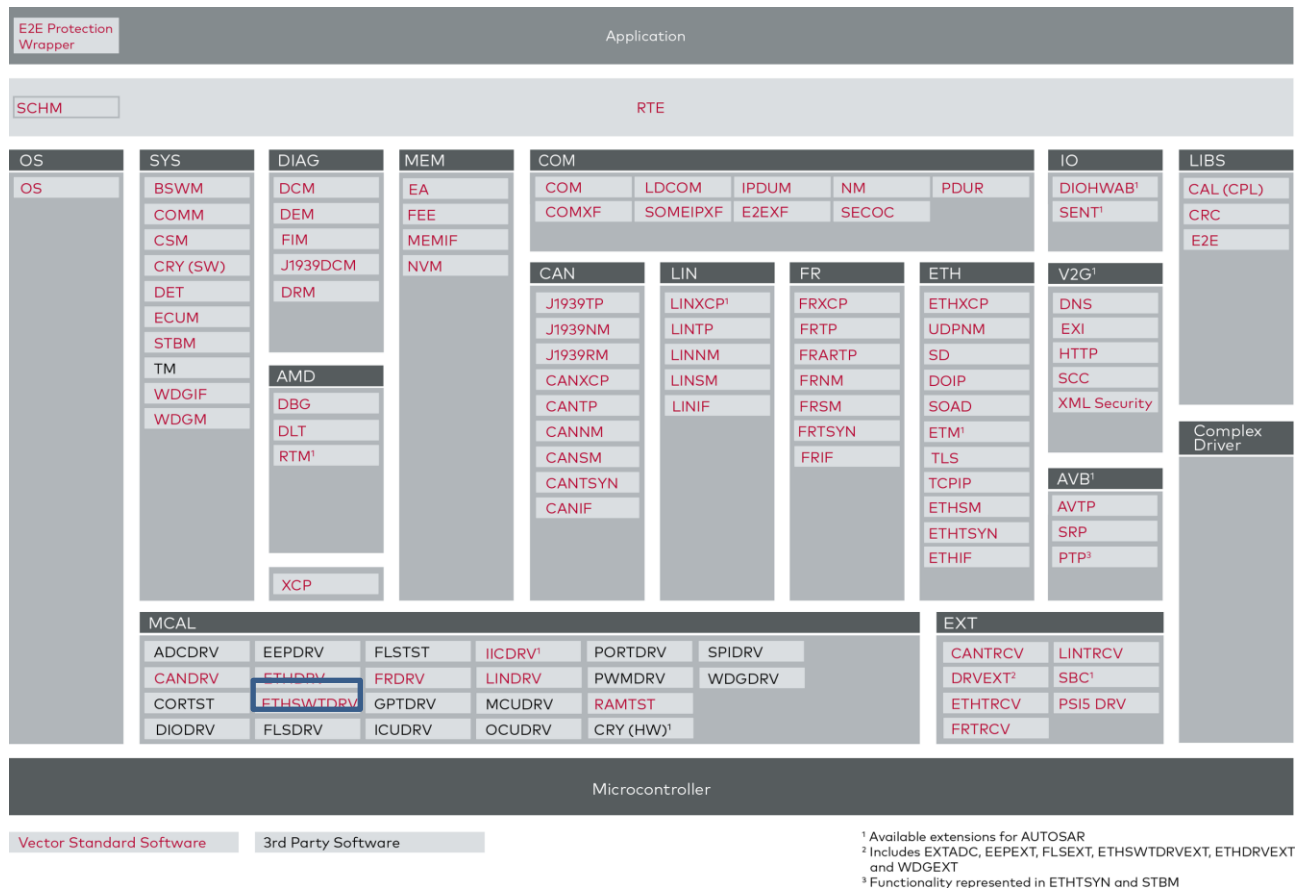 E2E Protection
Wrapper
Application
SCHM
RTE
OS
OS
SYS
BSWM
COMM
CSM
CRY (SW)
DET
ECUM
STBM
TM
WDGIF
WDGM
DIAG
DCM
DEM
FIM
J1939DCM
DRM
AMD
DBG
DLT
RTM¹
XCP
MEM
EA
FEE
MEMIF
NVM
COM
COM LDCOM IPDUM NM PDUR
COMXF SOMEIPXF E2EXF SECOC
CAN
J1939TP
J1939NM
J1939RM
CANXCP
CANTP
CANNM
CANSM
CANTSYN
CANIF
LIN
LINXCP¹
LINTP
LINNM
LINSM
LINIF
FR
FRXCP
FRTP
FRARTP
FRNM
FRSM
FRTSYN
FRIF
ETH
ETHXCP
UDPNM
SD
DOIP
SOAD
ETM¹
TLS
TCPIP
ETHSM
ETHTSYN
ETHIF
IO
DIOHWAB¹
SENT¹
V2G¹
DNS
EXI
HTTP
SCC
XML Security
AVB¹
AVTP
SRP
PTP³
LIBS
CAL (CPL)
CRC
E2E
Complex
Driver
MCAL
ADCDRV EEPDRV FLSTST IICDRV¹ PORTDRV SPIDRV
CANDRV ETHDRV FRDRV LINDRV PWMDRV WDGDRV
CORTST ETHSWTDRV GPTDRV MCUDRV RAMTST
DIODRV FLSDRV ICUDRV OCUDRV CRY (HW)¹
EXT
CANTRCV LINTRCV
DRVEXT² SBC¹
ETHTRCV PSI5 DRV
FRTRCV
Microcontroller
Vector Standard Software
3rd Party Software
¹ Available extensions for AUTOSAR
² Includes EXTADC, EEPEXT, FLSEXT, ETHSWTDRVEXT, ETHDRVEXT
and WDGEXT
³ Functionality represented in ETHTSYN and STBM